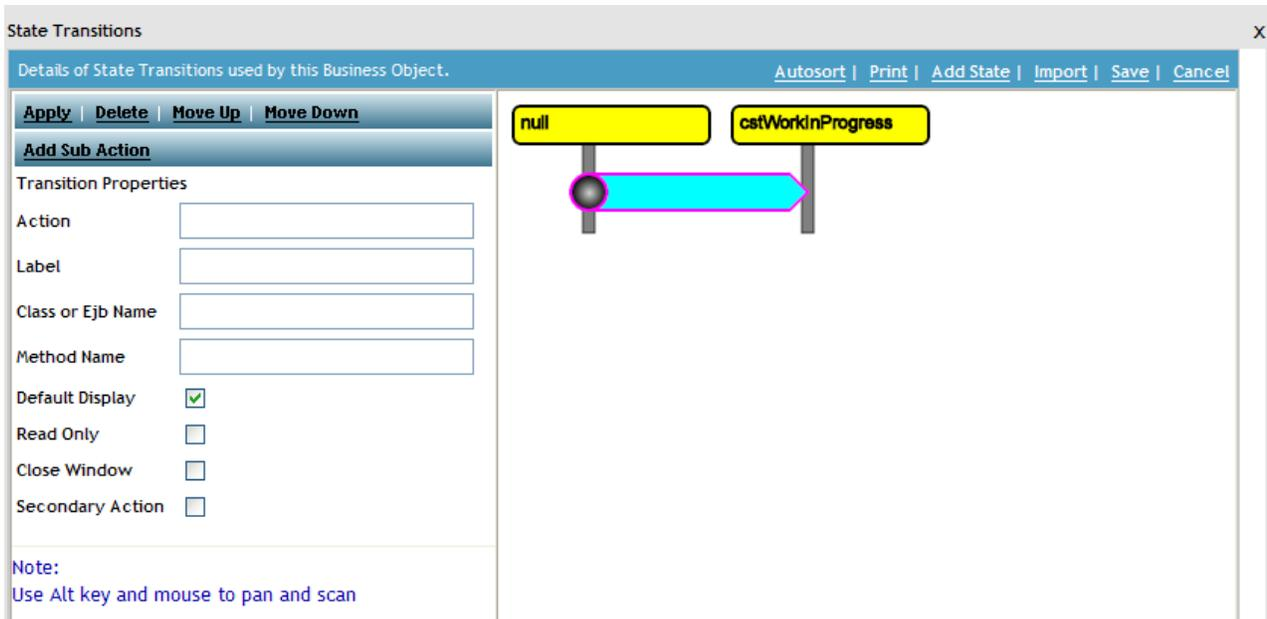 State Transitions X
Details of State Transitions used by this Business Object. Autosort | Print | Add State | Import | Save | Cancel
Apply | Delete | Move Up | Move Down
Add Sub Action
Transition Properties
Action
Label
Class or Ejb Name
Method Name
Default Display
Read Only
Close Window
Secondary Action
Note:
Use Alt key and mouse to pan and scan
null
cstWorkInProgress